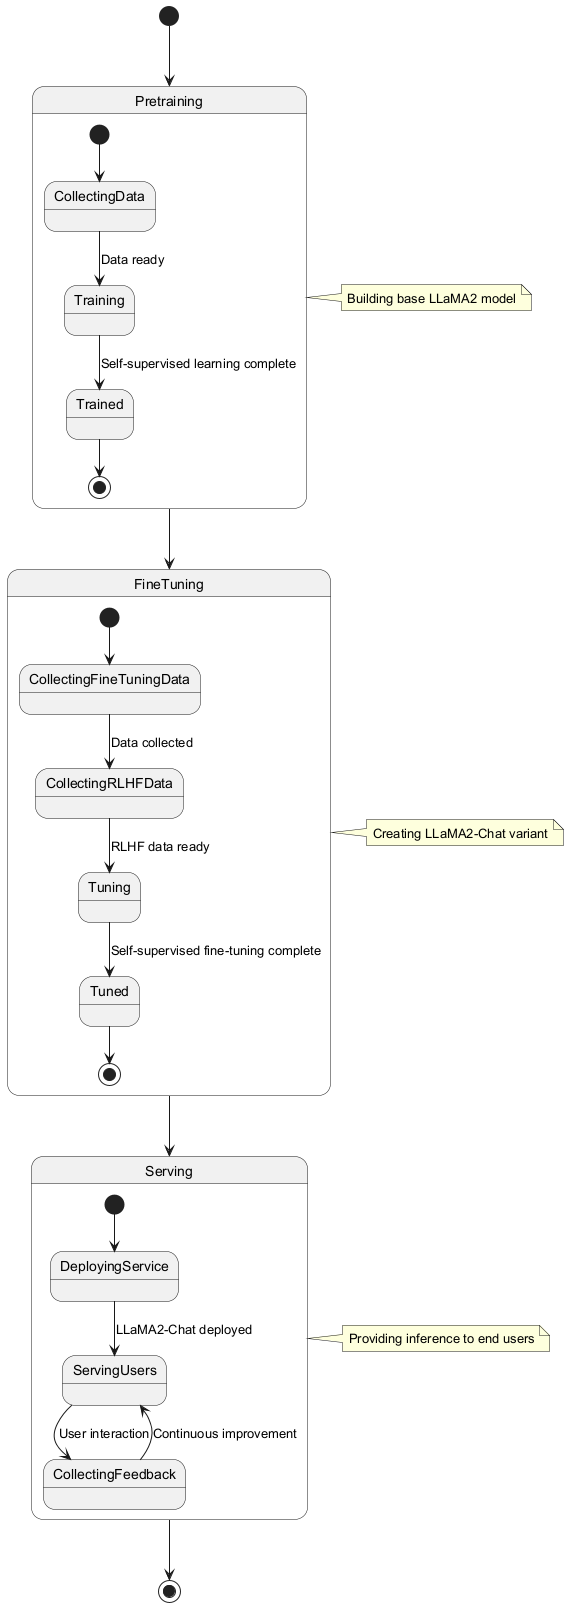 Pretraining
CollectingData
Data ready
Training
Building base LLaMA2 model
Self-supervised learning complete
Trained
FineTuning
CollectingFineTuningData
Data collected
CollectingRLHFData
Creating LLaMA2-Chat variant
RLHF data ready
Tuning
Self-supervised fine-tuning complete
Tuned
Serving
DeployingService
LLaMA2-Chat deployed
Providing inference to end users
ServingUsers
User interaction
Continuous improvement
CollectingFeedback